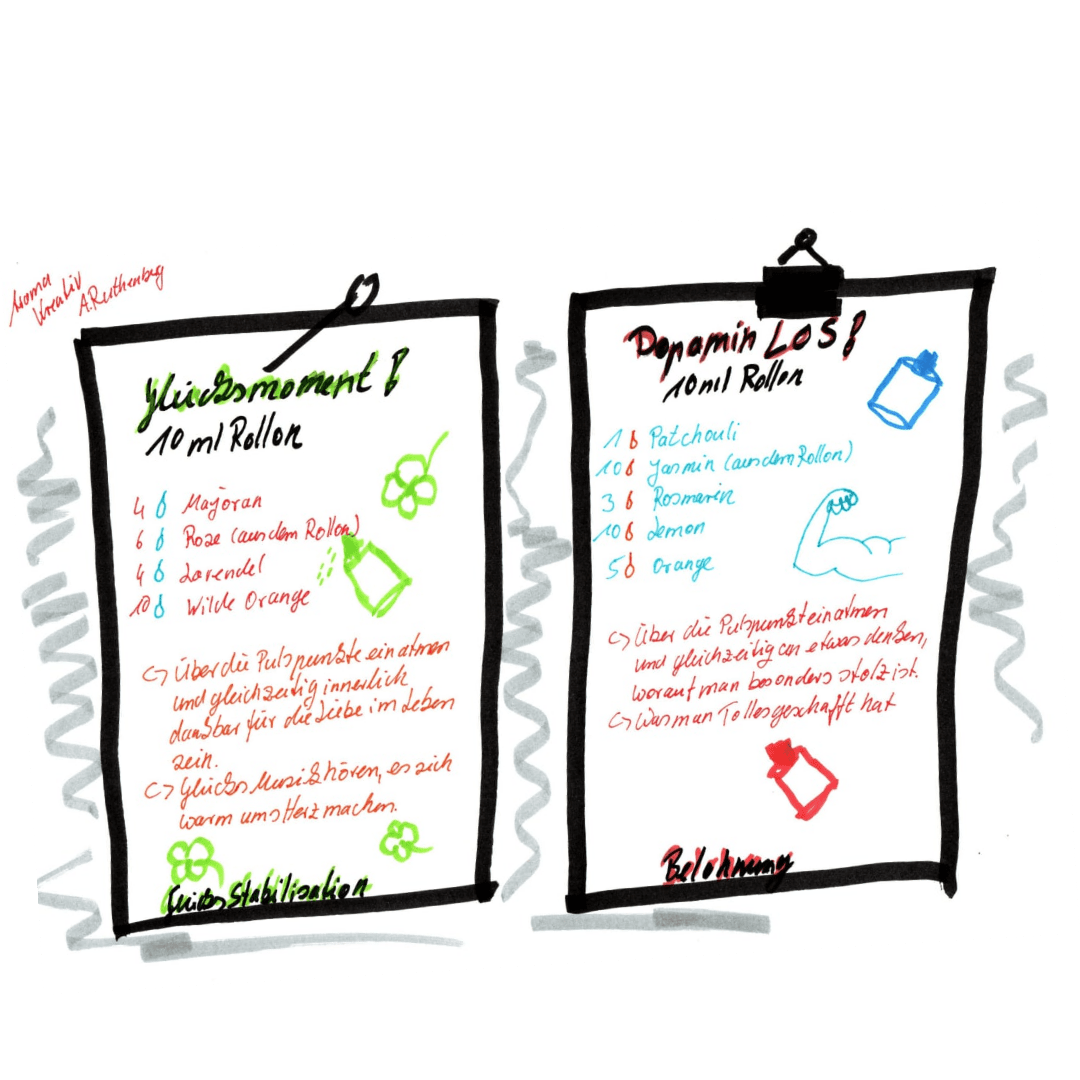 Aroma
Kreativ
A.Ruthenberg
Glücksmoment!
10 ml Rollon
4 Majoran
6 Rose (aus dem Rollon)
4 Lavendel
10 Wilde Orange
Über die Pulspunkte einatmen
und gleichzeitig innerlich
dankbar für die Liebe im Leben
sein.
Glücks Musik hören, es sich
warm ums Herz machen.
Glücks Stabilisation
Dopamin LOS!
10 ml Rollon
1 Patchouli
10 Jasmin (aus dem Rollon)
3 Rosmarin
10 Lemon
5 Orange
Über die Pulspunkte einatmen
und gleichzeitig an etwas denken,
worauf man besonders stolz ist.
Was man Tolles geschafft hat
Belohnung